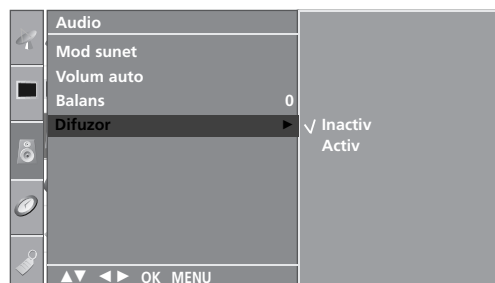 Audio
Mod sunet
Volum auto
Balans 0
Difuzor ►
√ Inactiv
Activ
▲▼ ◄► OK MENU